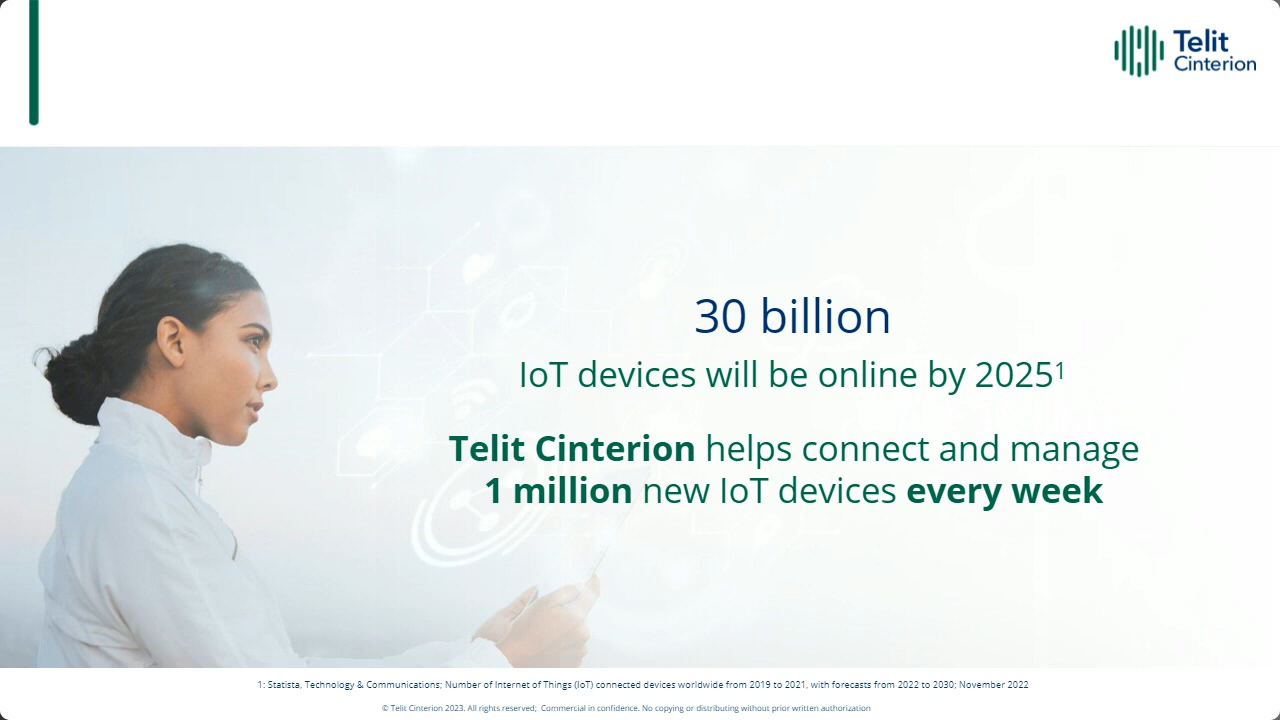 Telit
Cinterion
30 billion
IoT devices will be online by 2025¹
Telit Cinterion helps connect and manage
1 million new IoT devices every week
1: Statista, Technology & Communications; Number of Internet of Things (IoT) connected devices worldwide from 2019 to 2021, with forecasts from 2022 to 2030; November 2022
© Telit Cinterion 2023. All rights reserved; Commercial in confidence. No copying or distributing without prior written authorization